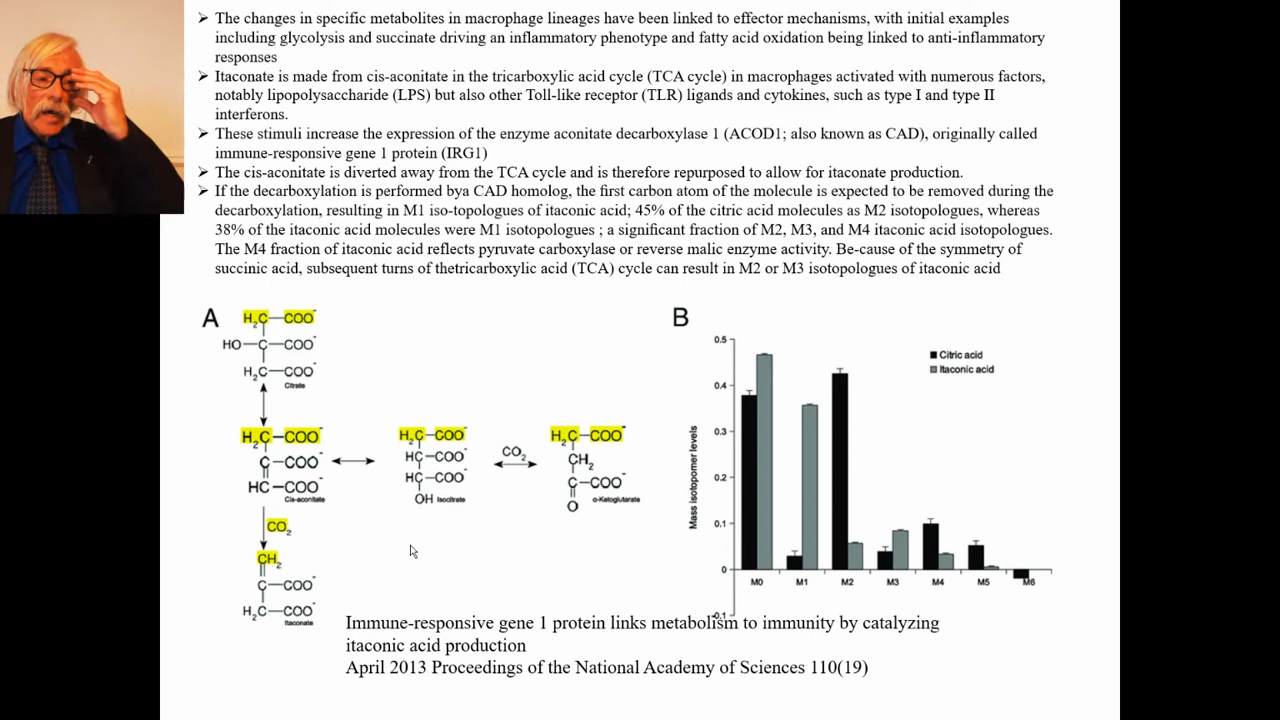 ➢ The changes in specific metabolites in macrophage lineages have been linked to effector mechanisms, with initial examples
including glycolysis and succinate driving an inflammatory phenotype and fatty acid oxidation being linked to anti-inflammatory
responses
➢ Itaconate is made from cis-aconitate in the tricarboxylic acid cycle (TCA cycle) in macrophages activated with numerous factors,
notably lipopolysaccharide (LPS) but also other Toll-like receptor (TLR) ligands and cytokines, such as type I and type II
interferons.
➢ These stimuli increase the expression of the enzyme aconitate decarboxylase 1 (ACOD1; also known as CAD), originally called
immune-responsive gene 1 protein (IRG1)
➢ The cis-aconitate is diverted away from the TCA cycle and is therefore repurposed to allow for itaconate production.
➢ If the decarboxylation is performed bya CAD homolog, the first carbon atom of the molecule is expected to be removed during the
decarboxylation, resulting in M1 iso-topologues of itaconic acid; 45% of the citric acid molecules as M2 isotopologues, whereas
38% of the itaconic acid molecules were M1 isotopologues ; a significant fraction of M2, M3, and M4 itaconic acid isotopologues.
The M4 fraction of itaconic acid reflects pyruvate carboxylase or reverse malic enzyme activity. Be-cause of the symmetry of
succinic acid, subsequent turns of thetricarboxylic acid (TCA) cycle can result in M2 or M3 isotopologues of itaconic acid
A
H2C—COO-
HO—C—COO-
H2C—COO-
Citrate
H2C—COO-
C—COO-
HC—COO-
Cis-aconitate
H2C—COO-
HC—COO-
HC—COO-
OH Isocitrate
CO2
H2C—COO-
CH2
C—COO-
O
α-Ketoglutarate
CO2
CH2
C—COO-
H2C—COO-
Itaconate
B
Mass isotopomer levels
0.5
0.4
0.3
0.2
0.1
0
-0.1
Citric acid
Itaconic acid
M0 M1 M2 M3 M4 M5 M6
Immune-responsive gene 1 protein links metabolism to immunity by catalyzing
itaconic acid production
April 2013 Proceedings of the National Academy of Sciences 110(19)